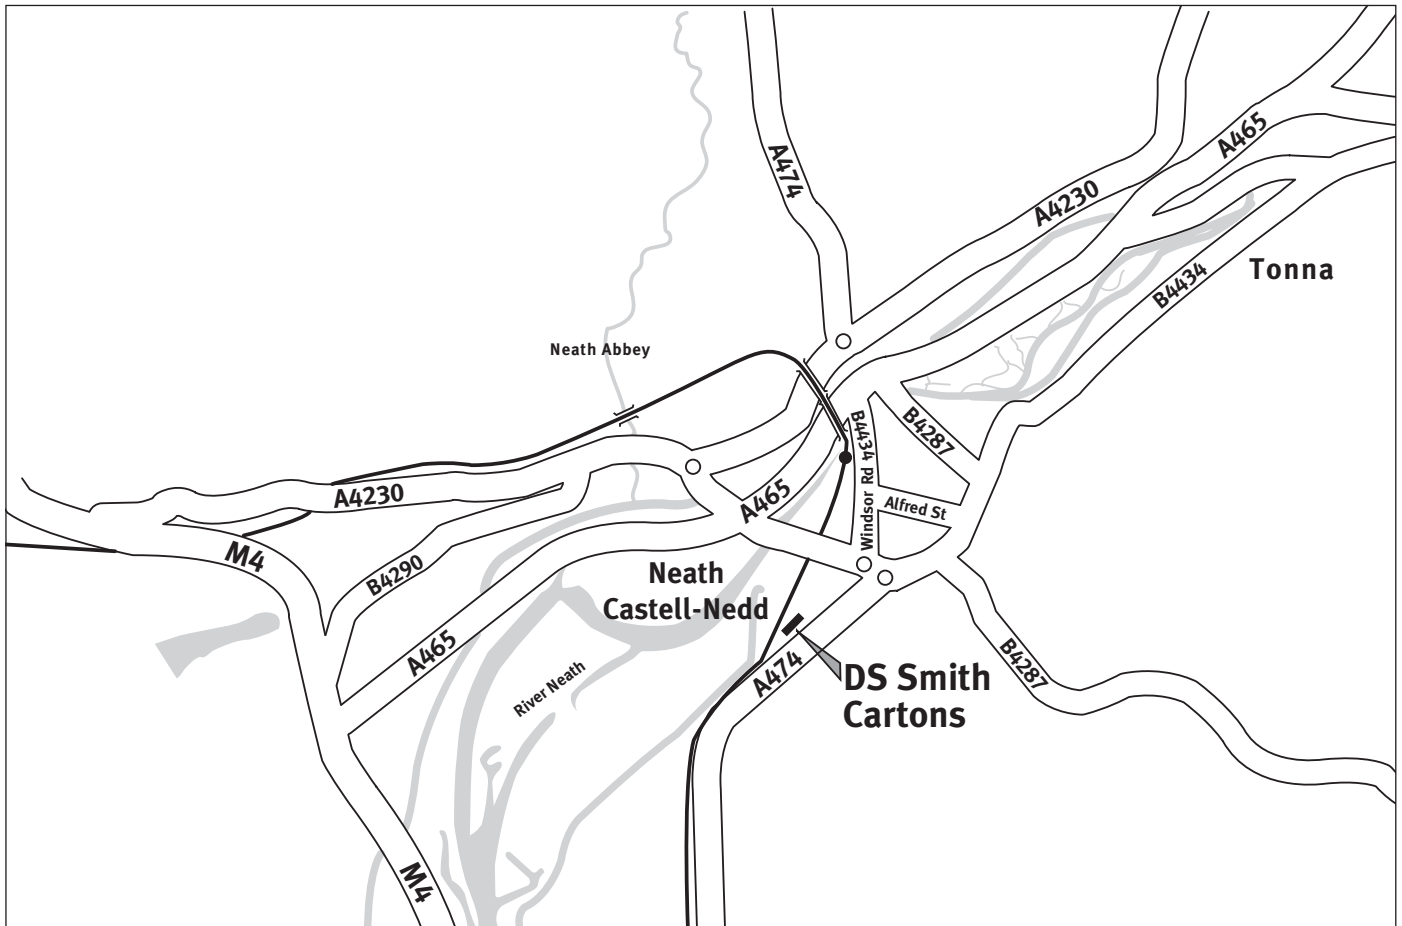 A474
A465
A4230
Tonna
B4434
Neath Abbey
B4434
Windsor Rd
B4287
A4230
A465
Alfred St
M4
B4290
Neath
Castell-Nedd
A465
River Neath
A474
DS Smith
Cartons
B4287
M4